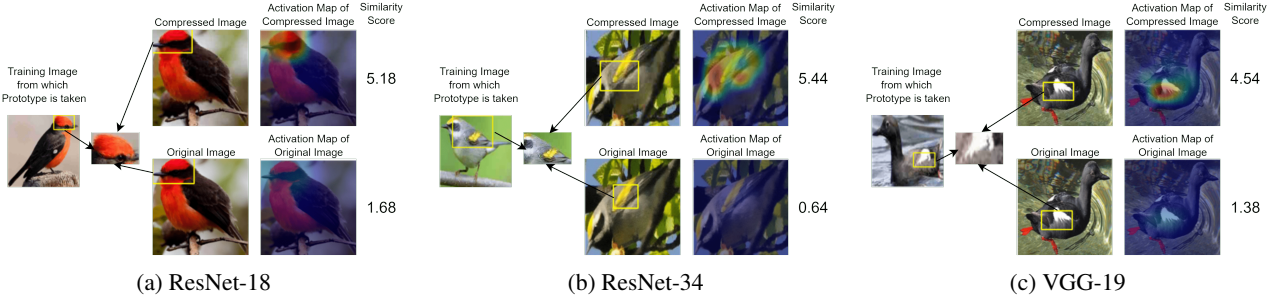 Compressed Image
Activation Map of
Compressed Image
Similarity
Score
Training Image
from which
Prototype is taken
5.18
Original Image
Activation Map of
Original Image
1.68
(a) ResNet-18
Compressed Image
Activation Map of
Compressed Image
Similarity
Score
Training Image
from which
Prototype is taken
5.44
Original Image
Activation Map of
Original Image
0.64
(b) ResNet-34
Compressed Image
Activation Map of
Compressed Image
Similarity
Score
Training Image
from which
Prototype is taken
4.54
Original Image
Activation Map of
Original Image
1.38
(c) VGG-19